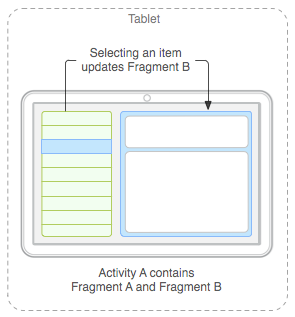 Tablet
Selecting an item
updates Fragment B
Activity A contains
Fragment A and Fragment B